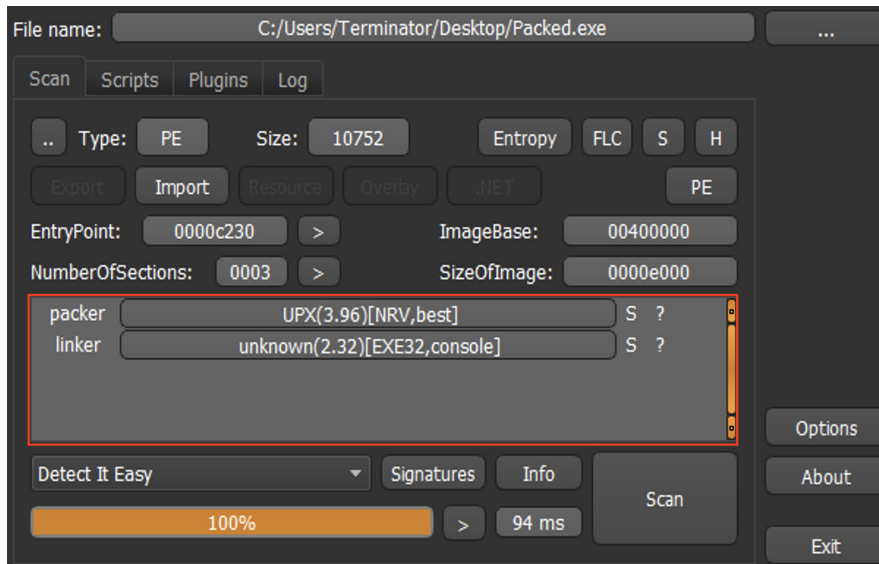 File name: C:/Users/Terminator/Desktop/Packed.exe ...
Scan Scripts Plugins Log
.. Type: PE Size: 10752 Entropy FLC S H
Export Import Resource Overlay .NET PE
EntryPoint: 0000c230 > ImageBase: 00400000
NumberOfSections: 0003 > SizeOfImage: 0000e000
packer UPX(3.96)[NRV,best] S ?
linker unknown(2.32)[EXE32,console] S ?
Options
Detect It Easy Signatures Info Scan About
100% > 94 ms
Exit